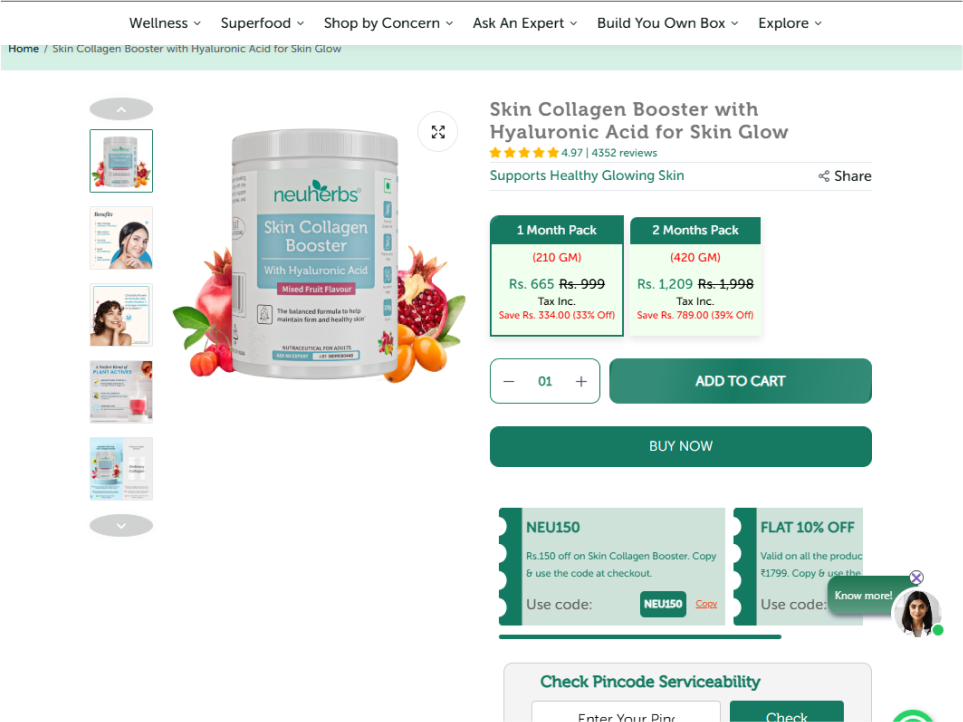 Wellness
Superfood
Shop by Concern
Ask An Expert
Build You Own Box
Explore
Home / Skin Collagen Booster with Hyaluronic Acid for Skin Glow
Benefits
A Perfect Blend of
PLANT ACTIVES
neuherbs®
Skin Collagen
Booster
With Hyaluronic Acid
Mixed Fruit Flavour
The balanced formula to help
maintain firm and healthy skin*
NUTRACEUTICAL FOR ADULTS
Skin Collagen Booster with
Hyaluronic Acid for Skin Glow
4.97 | 4352 reviews
Supports Healthy Glowing Skin
Share
1 Month Pack
(210 GM)
Rs. 665 Rs. 999
Tax Inc.
Save Rs. 334.00 (33% Off)
2 Months Pack
(420 GM)
Rs. 1,209 Rs. 1,998
Tax Inc.
Save Rs. 789.00 (39% Off)
01
ADD TO CART
BUY NOW
NEU150
Rs.150 off on Skin Collagen Booster. Copy
& use the code at checkout.
Use code:
NEU150
Copy
FLAT 10% OFF
Valid on all the produc
₹1799. Copy & use the
Use code:
Know more!
Check Pincode Serviceability
Enter Your Pinc
Check